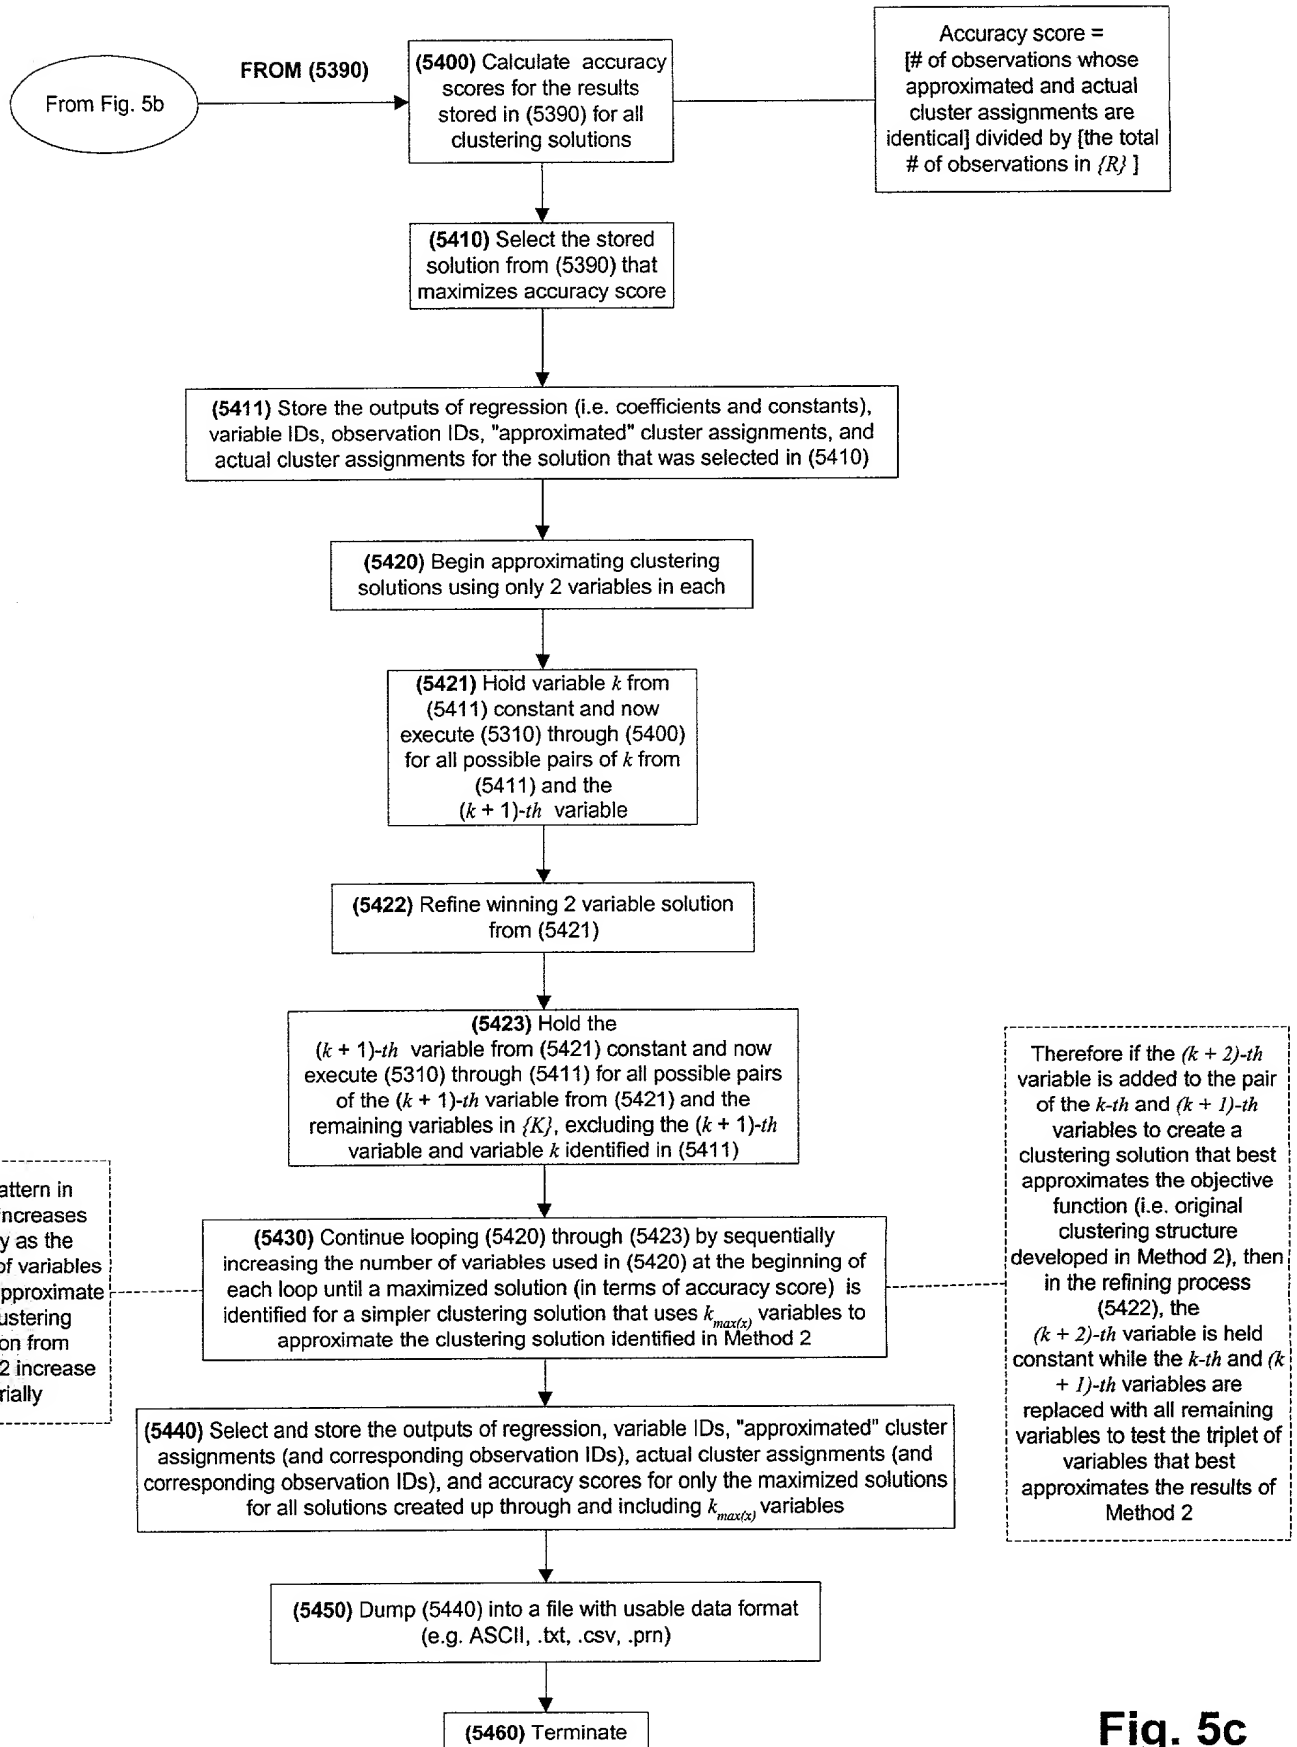 From Fig. 5b
FROM (5390)
(5400) Calculate accuracy
scores for the results
stored in (5390) for all
clustering solutions
Accuracy score =
[# of observations whose
approximated and actual
cluster assignments are
identical] divided by [the total
# of observations in {R} ]
(5410) Select the stored
solution from (5390) that
maximizes accuracy score
(5411) Store the outputs of regression (i.e. coefficients and constants),
variable IDs, observation IDs, "approximated" cluster assignments, and
actual cluster assignments for the solution that was selected in (5410)
(5420) Begin approximating clustering
solutions using only 2 variables in each
(5421) Hold variable k from
(5411) constant and now
execute (5310) through (5400)
for all possible pairs of k from
(5411) and the
(k + 1)-th variable
(5422) Refine winning 2 variable solution
from (5421)
(5423) Hold the
(k + 1)-th variable from (5421) constant and now
execute (5310) through (5411) for all possible pairs
of the (k + 1)-th variable from (5421) and the
remaining variables in {K}, excluding the (k + 1)-th
variable and variable k identified in (5411)
Therefore if the (k + 2)-th
variable is added to the pair
of the k-th and (k + 1)-th
variables to create a
clustering solution that best
approximates the objective
function (i.e. original
clustering structure
developed in Method 2), then
in the refining process
(5422), the
(k + 2)-th variable is held
constant while the k-th and (k
+ 1)-th variables are
replaced with all remaining
variables to test the triplet of
variables that best
approximates the results of
Method 2
attern in
increases
y as the
of variables
pproximate
ustering
on from
2 increase
rially
(5430) Continue looping (5420) through (5423) by sequentially
increasing the number of variables used in (5420) at the beginning of
each loop until a maximized solution (in terms of accuracy score) is
identified for a simpler clustering solution that uses kmax(x) variables to
approximate the clustering solution identified in Method 2
(5440) Select and store the outputs of regression, variable IDs, "approximated" cluster
assignments (and corresponding observation IDs), actual cluster assignments (and
corresponding observation IDs), and accuracy scores for only the maximized solutions
for all solutions created up through and including kmax(x) variables
(5450) Dump (5440) into a file with usable data format
(e.g. ASCII, .txt, .csv, .prn)
(5460) Terminate
Fig. 5c